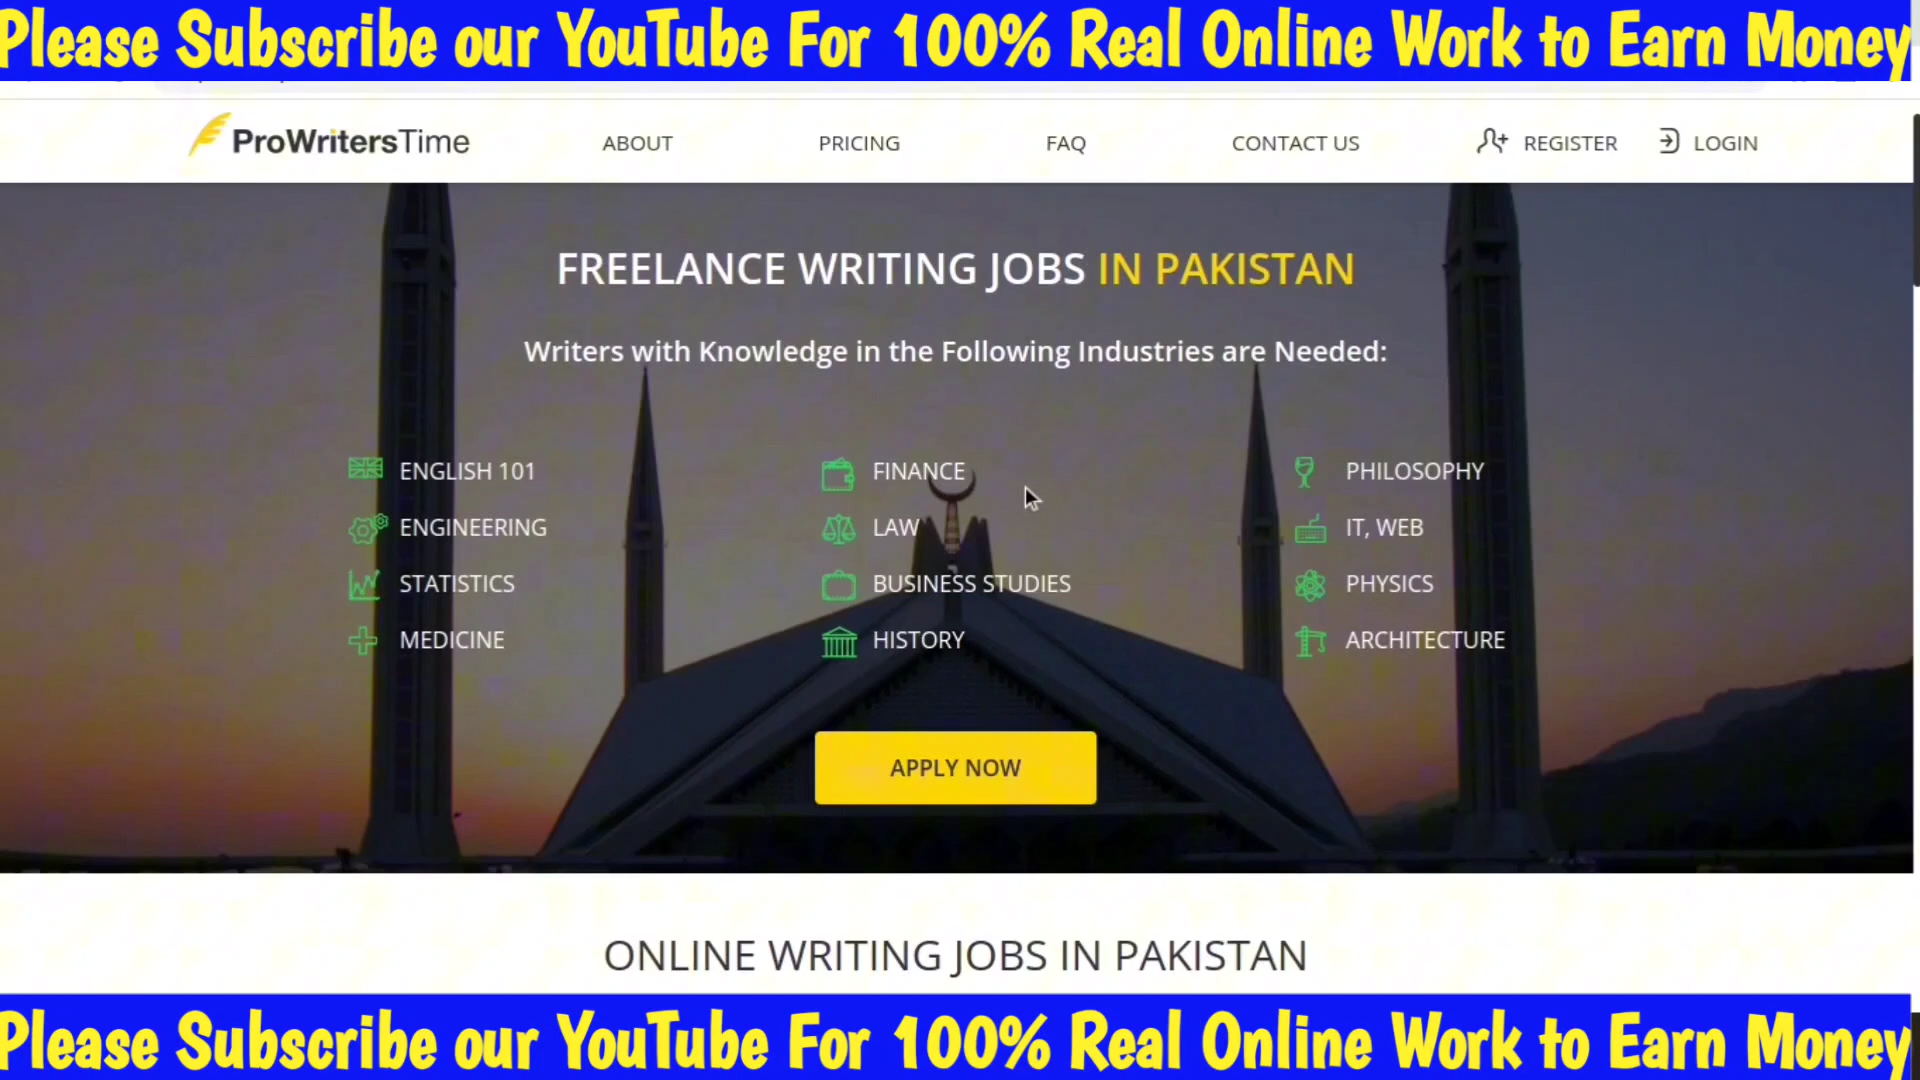 Please Subscribe our YouTube For 100% Real Online Work to Earn Money
ProWritersTime ABOUT PRICING FAQ CONTACT US REGISTER LOGIN
FREELANCE WRITING JOBS IN PAKISTAN
Writers with Knowledge in the Following Industries are Needed:
ENGLISH 101 FINANCE PHILOSOPHY
ENGINEERING LAW IT, WEB
STATISTICS BUSINESS STUDIES PHYSICS
MEDICINE HISTORY ARCHITECTURE
APPLY NOW
ONLINE WRITING JOBS IN PAKISTAN
Please Subscribe our YouTube For 100% Real Online Work to Earn Money